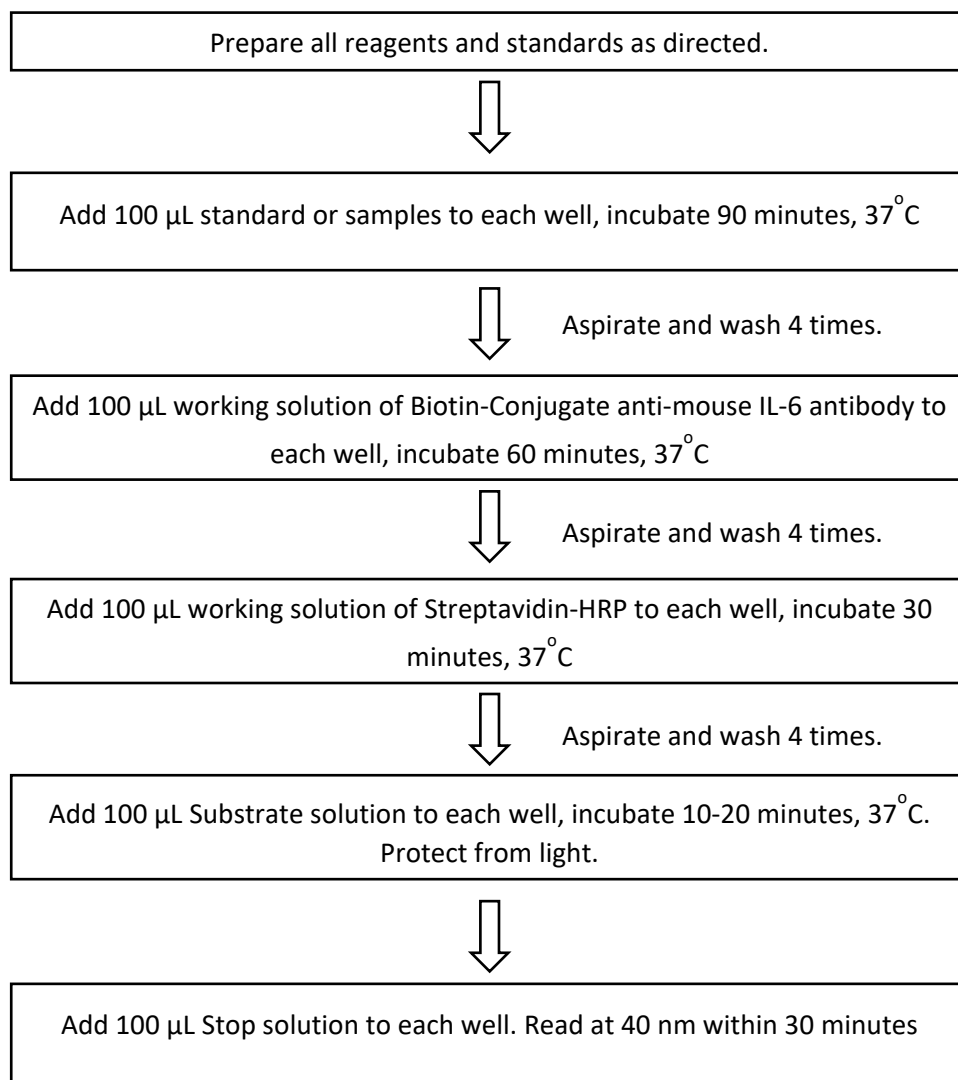 Prepare all reagents and standards as directed.
Add 100 µL standard or samples to each well, incubate 90 minutes, 37°C
Aspirate and wash 4 times.
Add 100 µL working solution of Biotin-Conjugate anti-mouse IL-6 antibody to
each well, incubate 60 minutes, 37°C
Aspirate and wash 4 times.
Add 100 µL working solution of Streptavidin-HRP to each well, incubate 30
minutes, 37°C
Aspirate and wash 4 times.
Add 100 µL Substrate solution to each well, incubate 10-20 minutes, 37°C.
Protect from light.
Add 100 µL Stop solution to each well. Read at 40 nm within 30 minutes